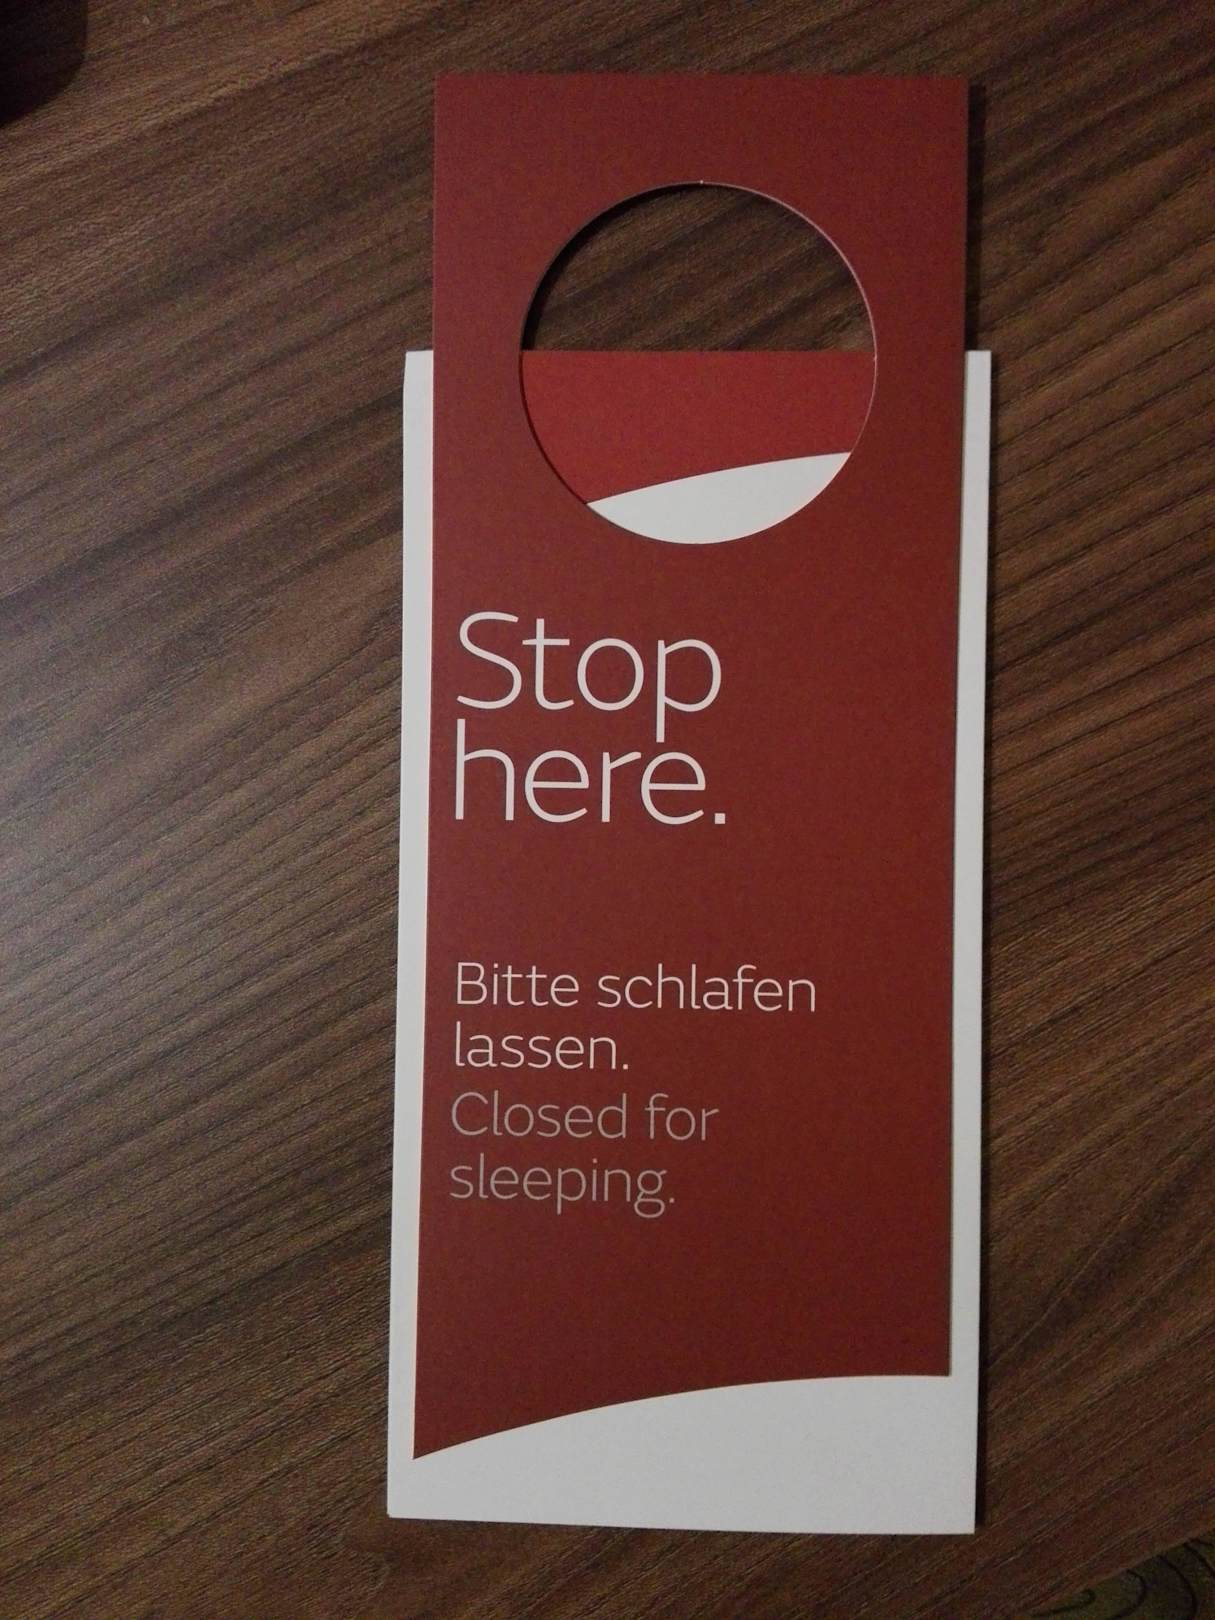 Stop
here.
Bitte schlafen
lassen.
Closed for
sleeping.